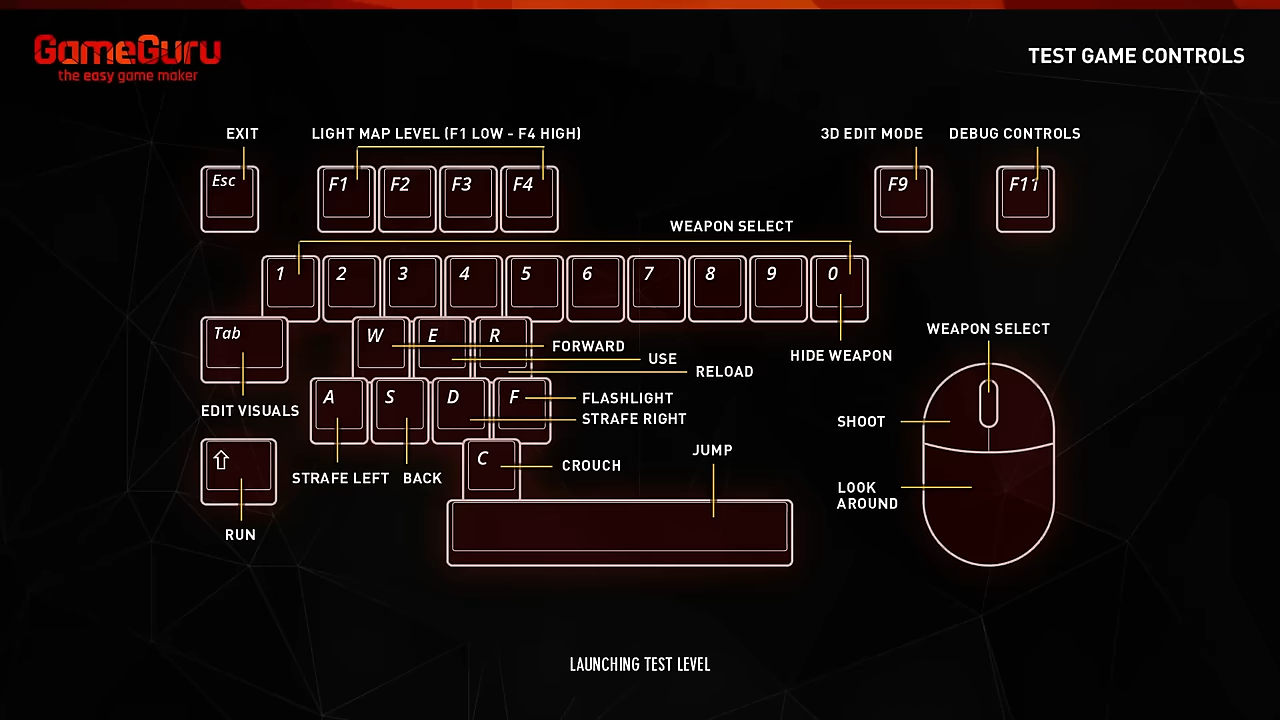 GameGuru
the easy game maker
TEST GAME CONTROLS
EXIT
LIGHT MAP LEVEL (F1 LOW - F4 HIGH)
3D EDIT MODE
DEBUG CONTROLS
Esc
F1
F2
F3
F4
F9
F11
WEAPON SELECT
1
2
3
4
5
6
7
8
9
0
Tab
W
E
R
FORWARD
USE
RELOAD
HIDE WEAPON
WEAPON SELECT
EDIT VISUALS
A
S
D
F
FLASHLIGHT
STRAFE RIGHT
SHOOT
STRAFE LEFT
BACK
C
CROUCH
JUMP
LOOK
AROUND
RUN
LAUNCHING TEST LEVEL